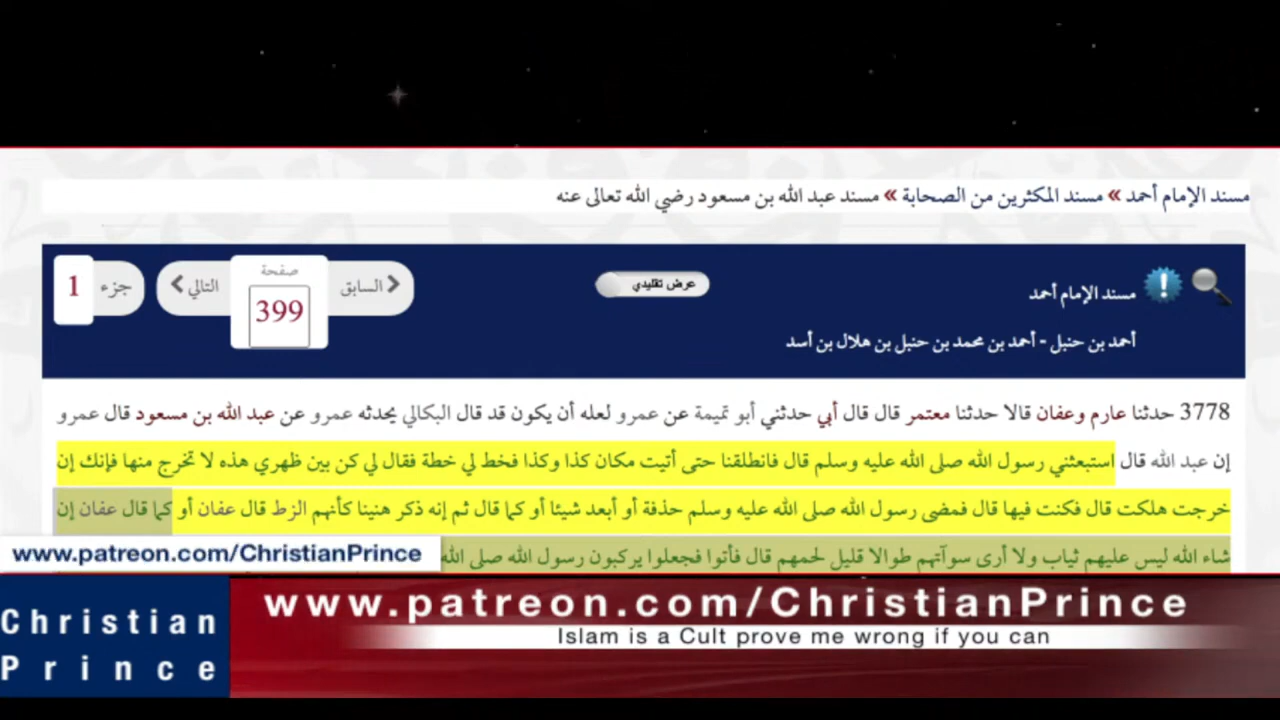 مسند الإمام أحمد » مسند المكثرين من الصحابة » مسند عبد الله بن مسعود رضي الله تعالى عنه
عرض تقليدي
السابق
صفحة
399
التالي
جزء
1
مسند الإمام أحمد
أحمد بن حنبل - أحمد بن محمد بن حنبل بن هلال بن أسد
3778 حدثنا عارم وعفان قالا حدثنا معتمر قال قال أبي حدثني أبو تميمة عن عمرو لعله أن يكون قد قال البكالي يحدثه عمرو عن عبد الله بن مسعود قال عمرو
إن عبد الله قال استبعثني رسول الله صلى الله عليه وسلم قال فانطلقنا حتى أتيت مكان كذا وكذا فخط لي خطة فقال لي كن بين ظهري هذه لا تخرج منها فإنك إن
خرجت هلكت قال فكنت فيها قال فمضى رسول الله صلى الله عليه وسلم حذفة أو أبعد شيئا أو كما قال ثم إنه ذكر هنينا كأنهم الزط قال عفان أو كما قال عفان إن
شاء الله ليس عليهم ثياب ولا أرى سوآتهم طوالا قليل لحمهم قال فأتوا فجعلوا يركبون رسول الله صلى الله
www.patreon.com/ChristianPrince
www.patreon.com/ChristianPrince
Islam is a Cult prove me wrong if you can
Christian
Prince